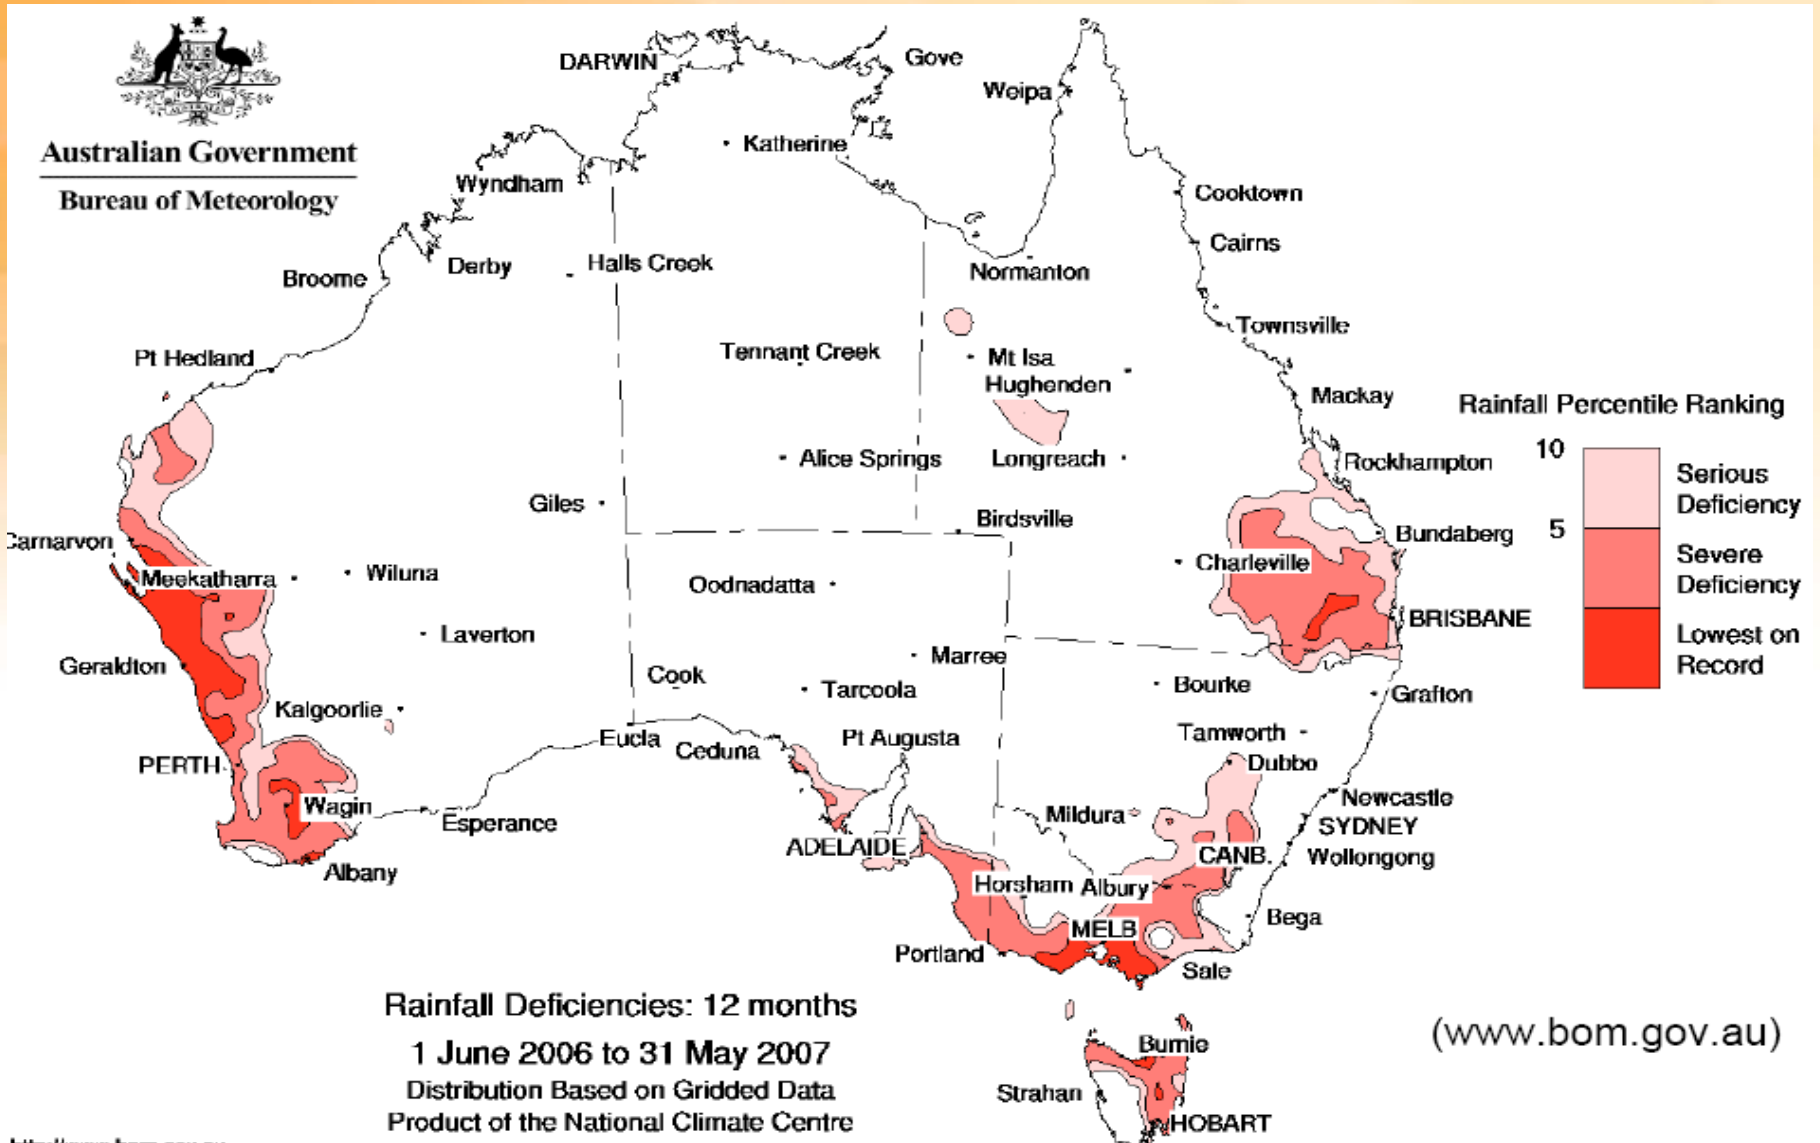 Australian Government
Bureau of Meteorology
DARWIN
Gove
Weipa
Katherine
Wyndham
Cooktown
Cairns
Broome
Derby
Halls Creek
Normanton
Townsville
Pt Hedland
Tennant Creek
Mt Isa
Hughenden
Mackay
Rainfall Percentile Ranking
10
Serious
Deficiency
5
Severe
Deficiency
Lowest on
Record
Alice Springs
Longreach
Rockhampton
Giles
Birdsville
Bundaberg
Carnarvon
Meekatharra
Wiluna
Oodnadatta
Charleville
BRISBANE
Laverton
Geraldton
Marree
Cook
Tarcoola
Bourke
Grafton
Kalgoorlie
Eucla
Ceduna
Pt Augusta
Tamworth
Dubbo
PERTH
Wagin
Esperance
Mildura
Newcastle
SYDNEY
ADELAIDE
CANB.
Wollongong
Albany
Horsham
Albury
Bega
MELB
Portland
Sale
Rainfall Deficiencies: 12 months
1 June 2006 to 31 May 2007
Distribution Based on Gridded Data
Product of the National Climate Centre
Burnie
Strahan
HOBART
(www.bom.gov.au)